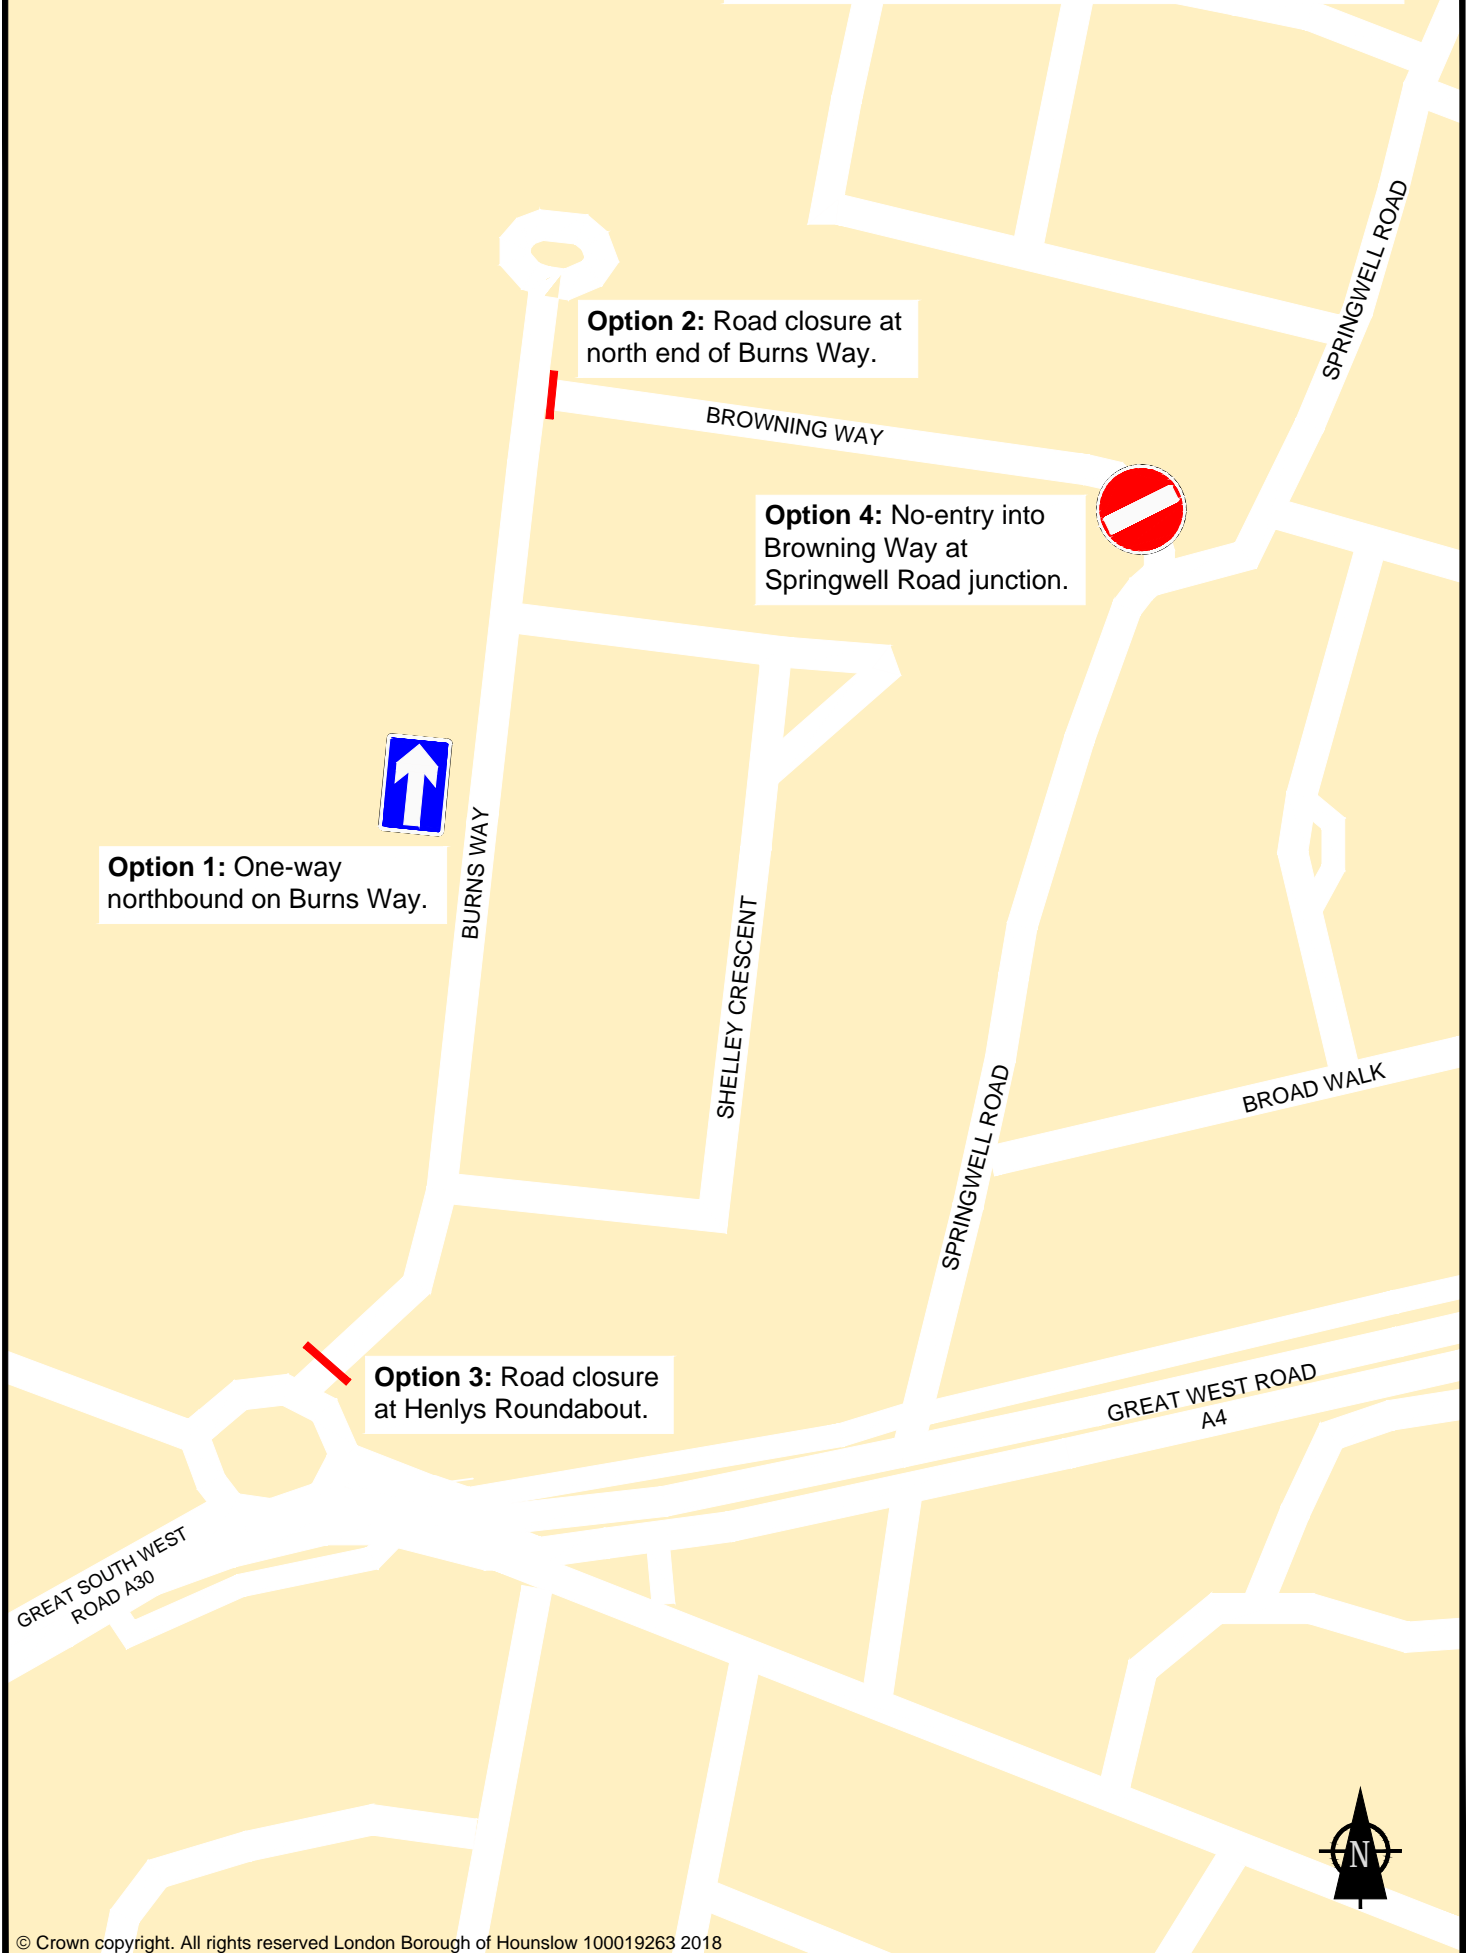 SPRINGWELL ROAD
Option 2: Road closure at
north end of Burns Way.
BROWNING WAY
Option 4: No-entry into
Browning Way at
Springwell Road junction.
Option 1: One-way
northbound on Burns Way.
BURNS WAY
SHELLEY CRESCENT
SPRINGWELL ROAD
BROAD WALK
Option 3: Road closure
at Henlys Roundabout.
GREAT WEST ROAD
A4
GREAT SOUTH WEST
ROAD A30
N
© Crown copyright. All rights reserved London Borough of Hounslow 100019263 2018